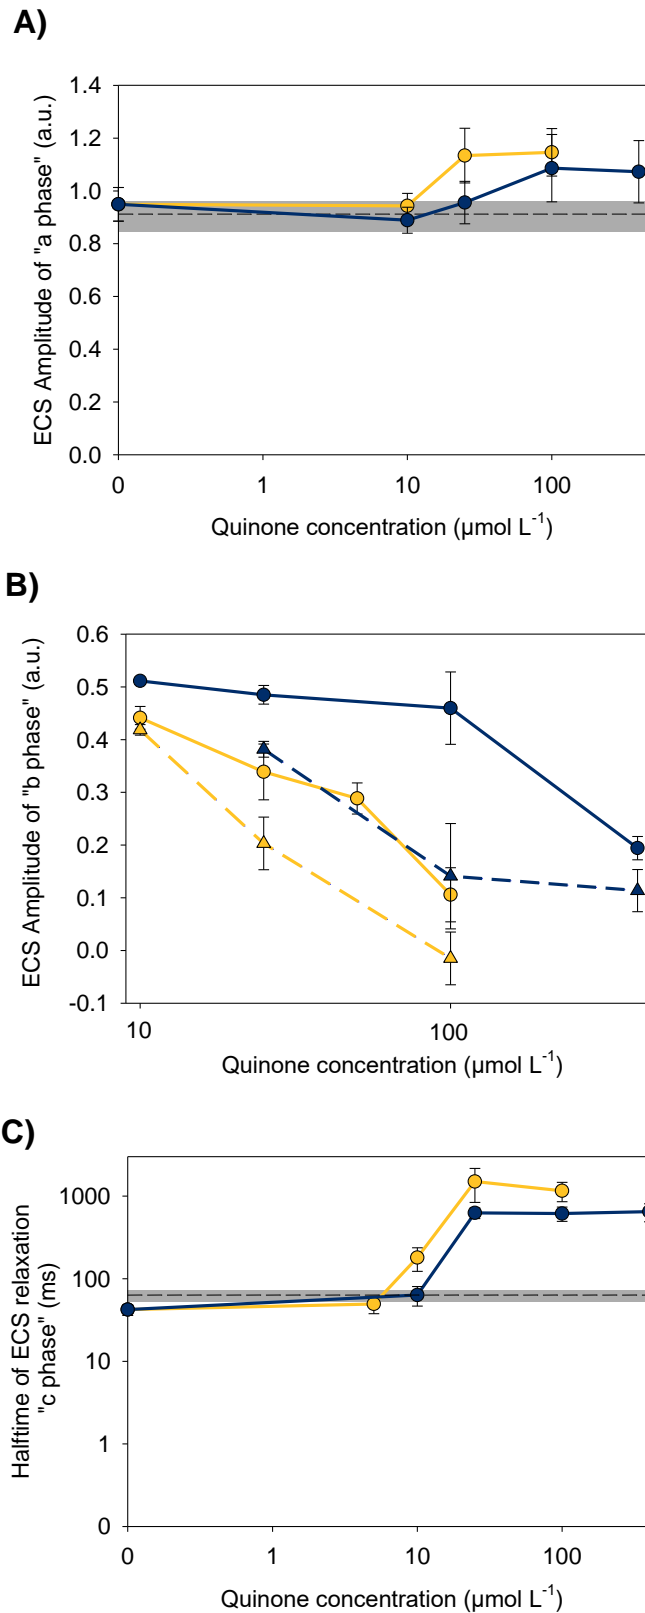 A)
ECS Amplitude of "a phase" (a.u.)
1.4
1.2
1.0
0.8
0.6
0.4
0.2
0.0
0 1 10 100
Quinone concentration (µmol L⁻¹)
B)
ECS Amplitude of "b phase" (a.u.)
0.6
0.5
0.4
0.3
0.2
0.1
0.0
-0.1
10 100
Quinone concentration (µmol L⁻¹)
C)
Halftime of ECS relaxation
"c phase" (ms)
1000
100
10
1
0
0 1 10 100
Quinone concentration (µmol L⁻¹)